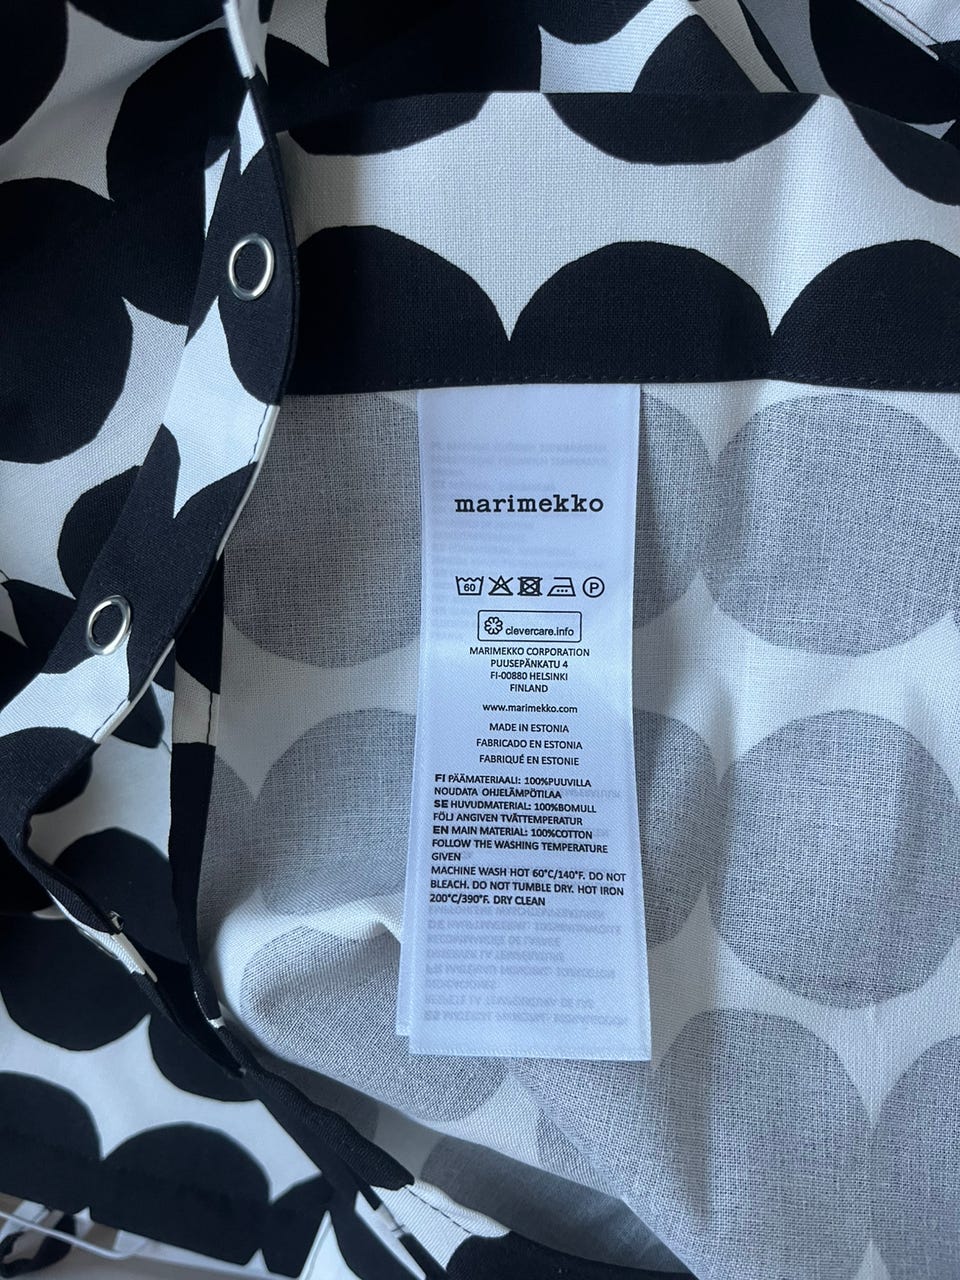 marimekko
60 P
clevercare.info
MARIMEKKO CORPORATION
PUUSEPÄNKATU 4
FI-00880 HELSINKI
FINLAND
www.marimekko.com
MADE IN ESTONIA
FABRICADO EN ESTONIA
FABRIQUÉ EN ESTONIE
FI PÄÄMATERIAALI: 100%PUUVILLA
NOUDATA OHJELÄMPÖTILAA
SE HUVUDMATERIAL: 100%BOMULL
FÖLJ ANGIVEN TVÄTTEMPERATUR
EN MAIN MATERIAL: 100%COTTON
FOLLOW THE WASHING TEMPERATURE
GIVEN
MACHINE WASH HOT 60°C/140°F. DO NOT
BLEACH. DO NOT TUMBLE DRY. HOT IRON
200°C/390°F. DRY CLEAN